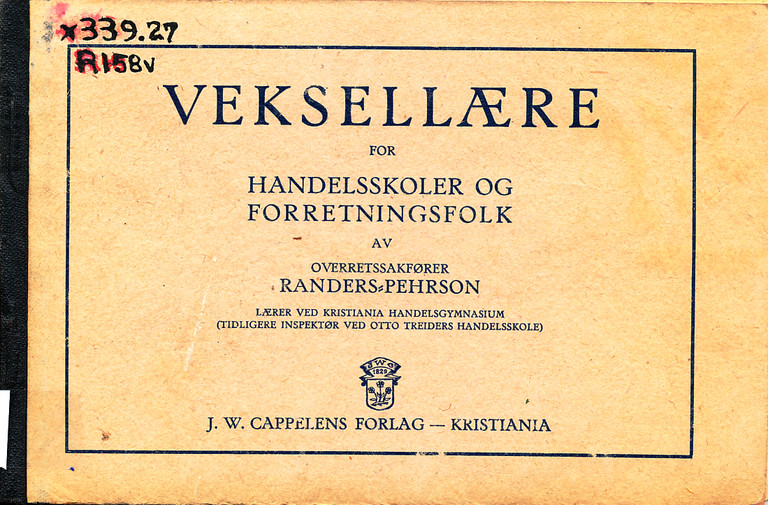 x339.27
R158v
VEKSELLÆRE
FOR
HANDELSSKOLER OG
FORRETNINGSFOLK
AV
OVERRETSSAKFØRER
RANDERS-PEHRSON
LÆRER VED KRISTIANIA HANDELSGYMNASIUM
(TIDLIGERE INSPEKTØR VED OTTO TREIDERS HANDELSSKOLE)
J W C
1829
J. W. CAPPELENS FORLAG — KRISTIANIA